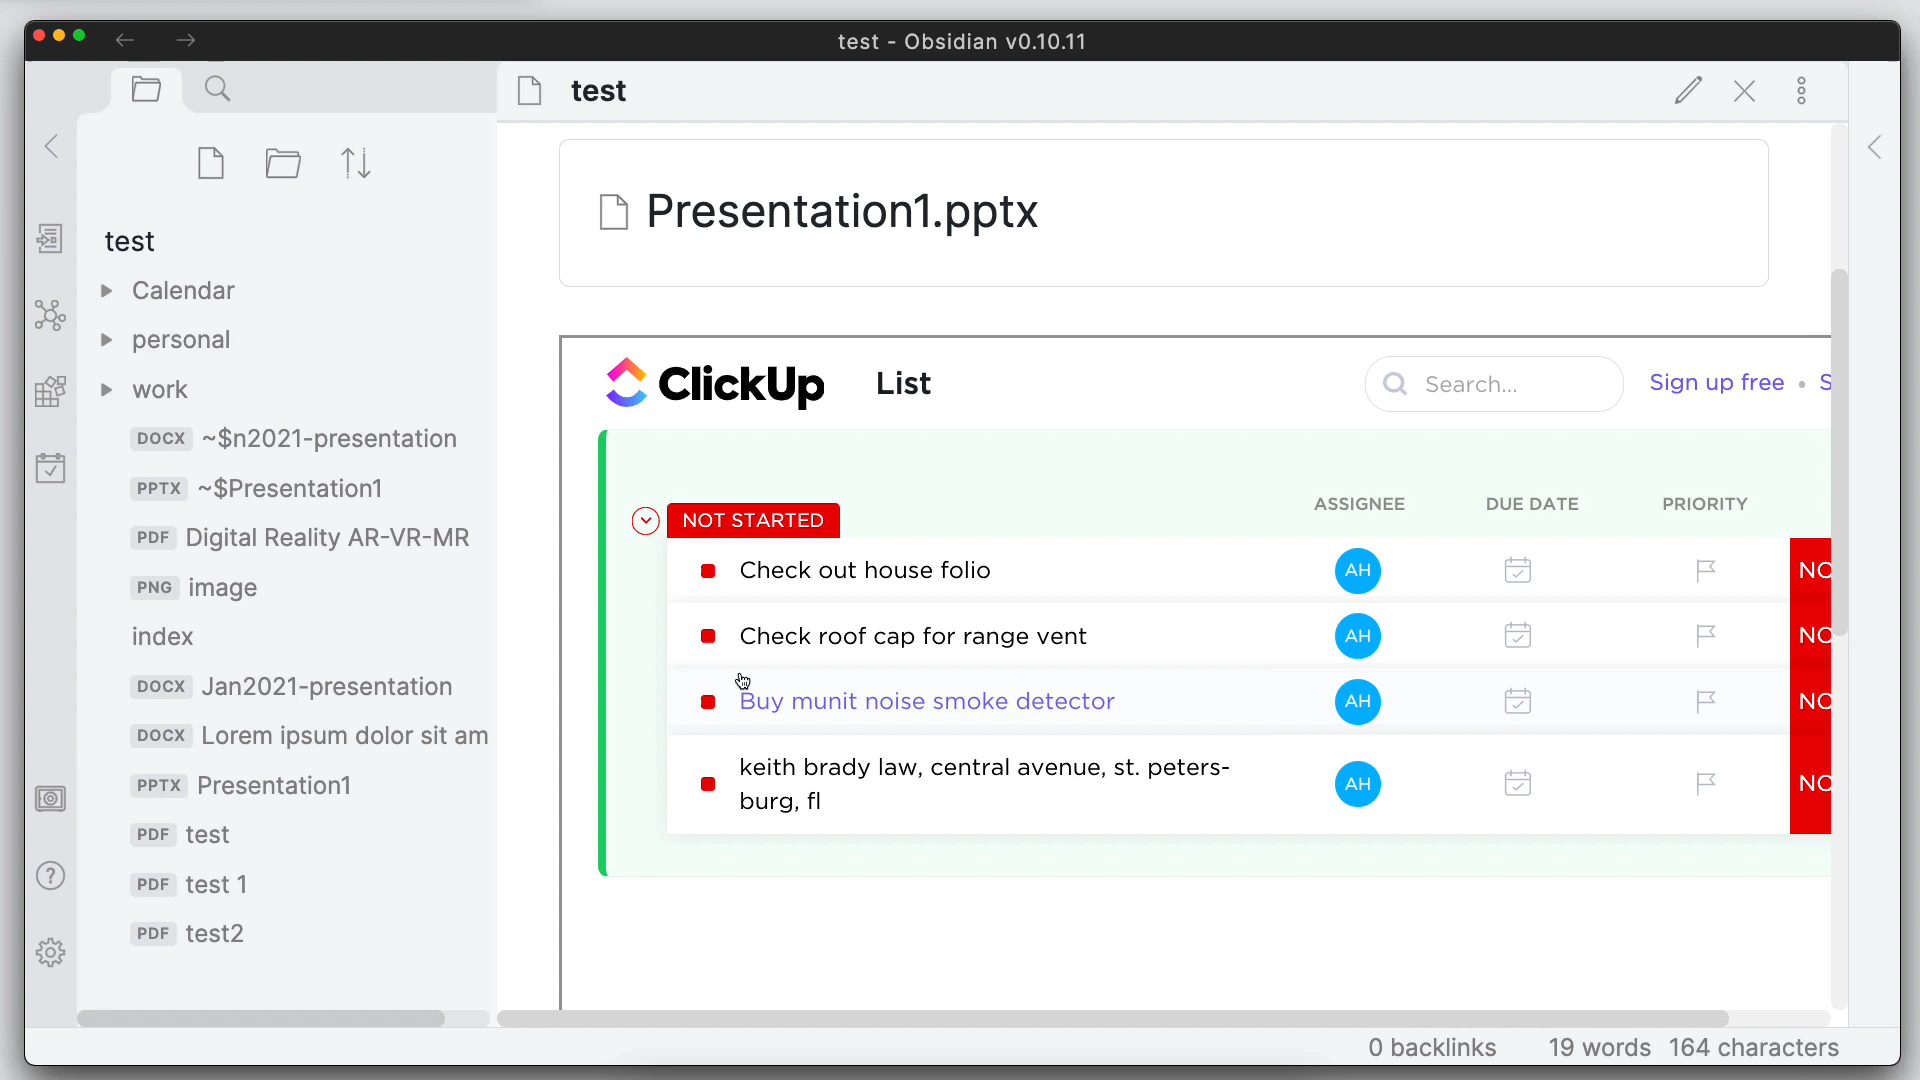 test - Obsidian v0.10.11
test
Presentation1.pptx
test
Calendar
personal
work
DOCX ~$n2021-presentation
PPTX ~$Presentation1
PDF Digital Reality AR-VR-MR
PNG image
index
DOCX Jan2021-presentation
DOCX Lorem ipsum dolor sit am
PPTX Presentation1
PDF test
PDF test 1
PDF test2
ClickUp List Search... Sign up free • S
ASSIGNEE DUE DATE PRIORITY
NOT STARTED
Check out house folio AH NO
Check roof cap for range vent AH NO
Buy munit noise smoke detector AH NO
keith brady law, central avenue, st. peters-
burg, fl AH NO
0 backlinks 19 words 164 characters